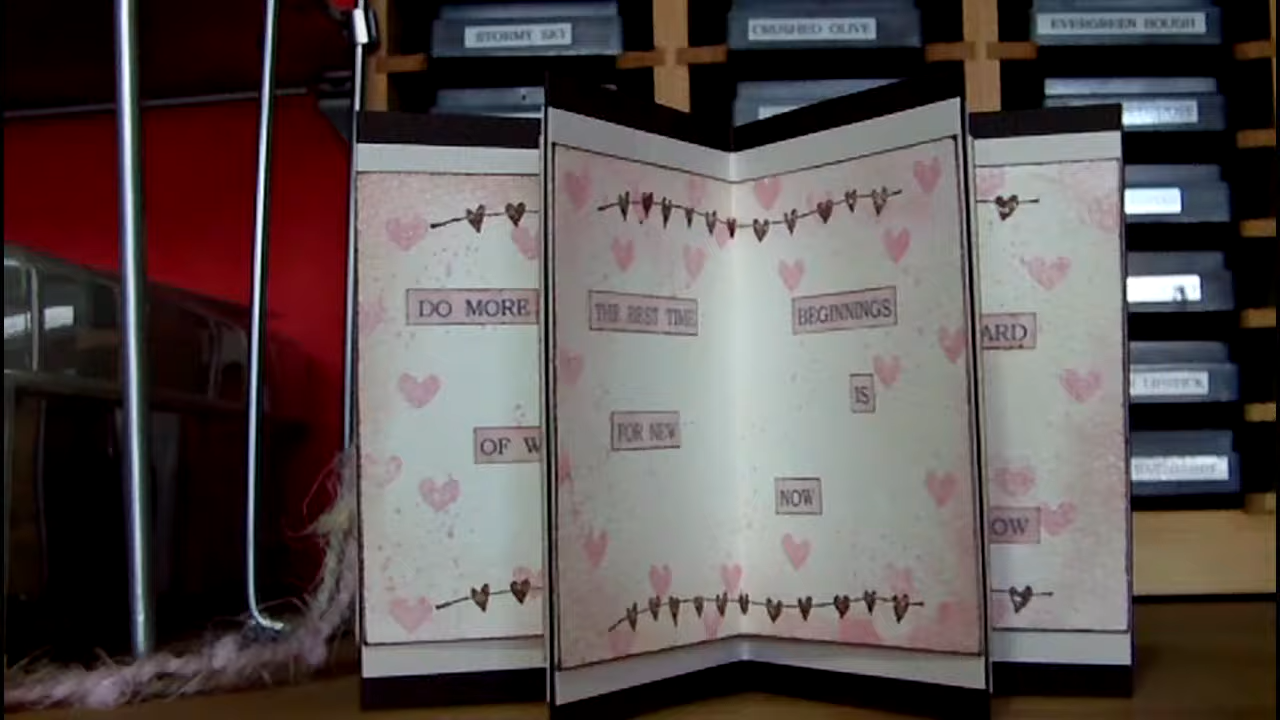 STORMY SKY
CRUSHED OLIVE
EVERGREEN BOUGH
DO MORE
OF W
THE BEST TIME
FOR NEW
BEGINNINGS
IS
NOW
ARD
OW
LIPSTICK